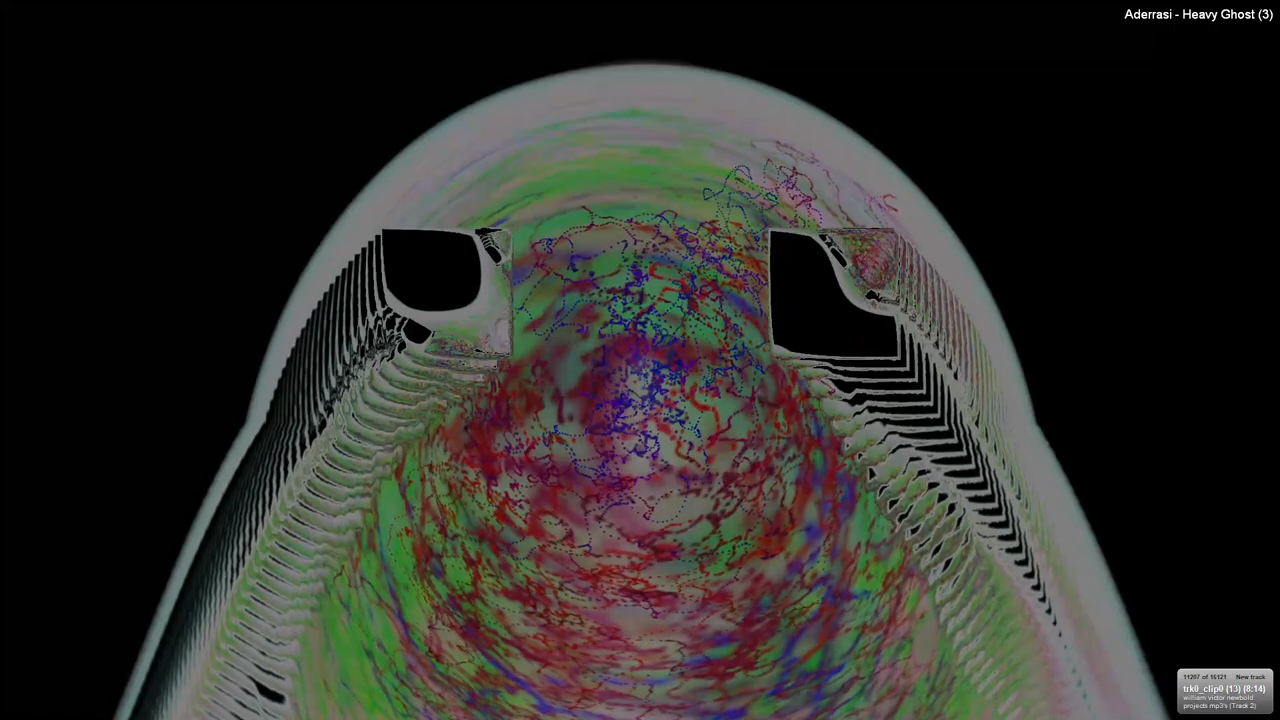 Aderrasi - Heavy Ghost (3)
11207 of 16121 New track
trk0_clip0 (13) (8:14)
william victor newbold
projects mp3's (Track 2)